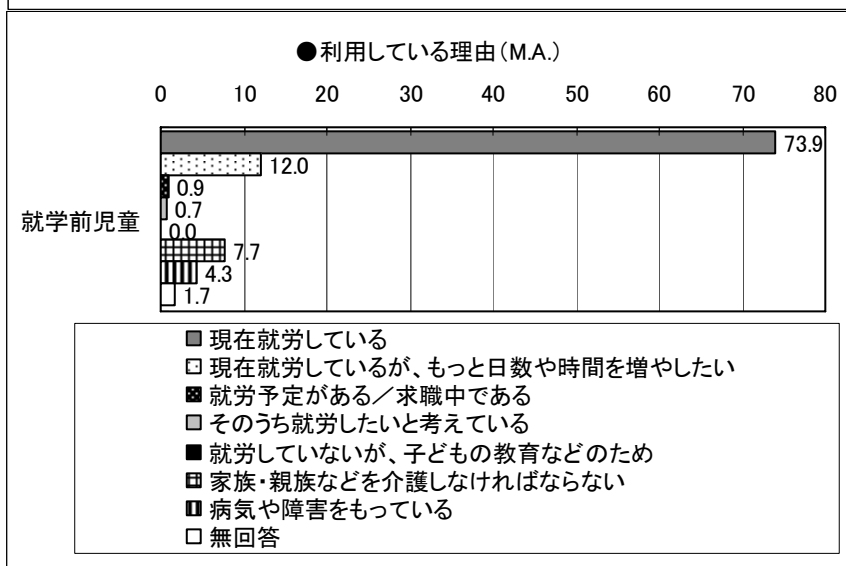 ●利用している理由(M.A.)
0 10 20 30 40 50 60 70 80
73.9
12.0
0.9
0.7
就学前児童
0.0
7.7
4.3
1.7
現在就労している
現在就労しているが、もっと日数や時間を増やしたい
就労予定がある／求職中である
そのうち就労したいと考えている
就労していないが、子どもの教育などのため
家族・親族などを介護しなければならない
病気や障害をもっている
無回答